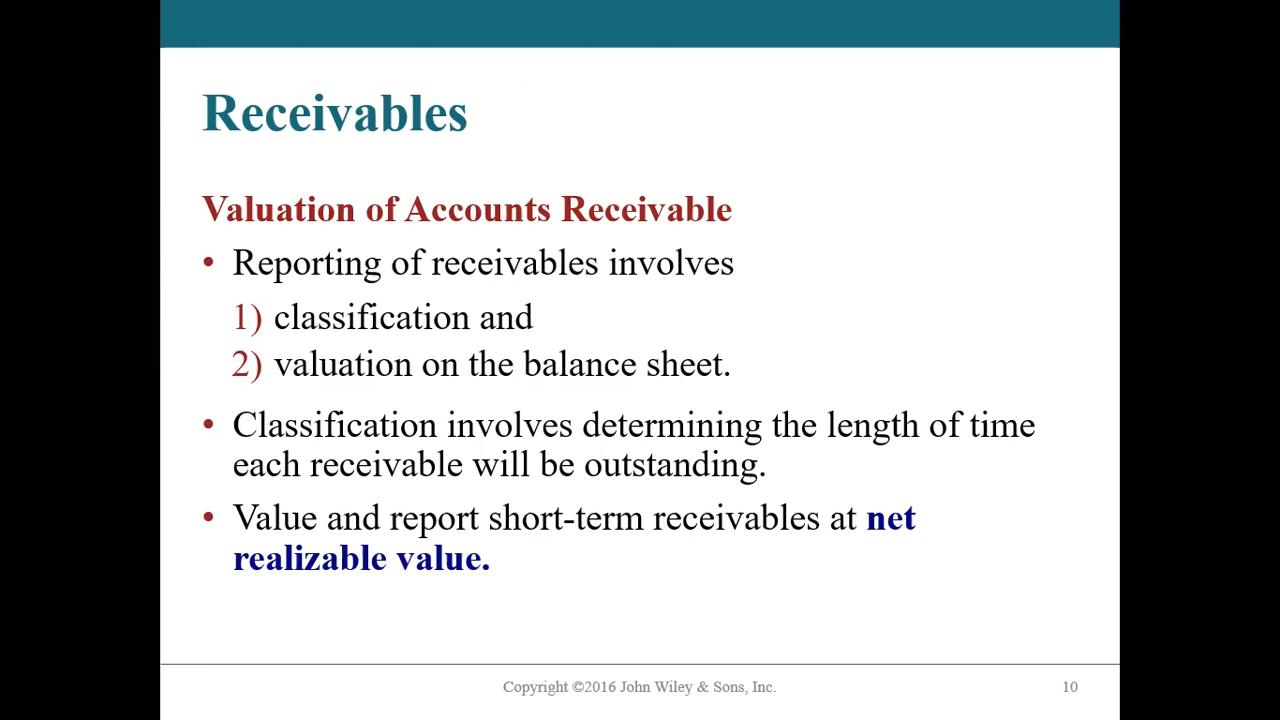 Receivables
Valuation of Accounts Receivable
• Reporting of receivables involves
1) classification and
2) valuation on the balance sheet.
• Classification involves determining the length of time
each receivable will be outstanding.
• Value and report short-term receivables at net
realizable value.
Copyright ©2016 John Wiley & Sons, Inc.
10